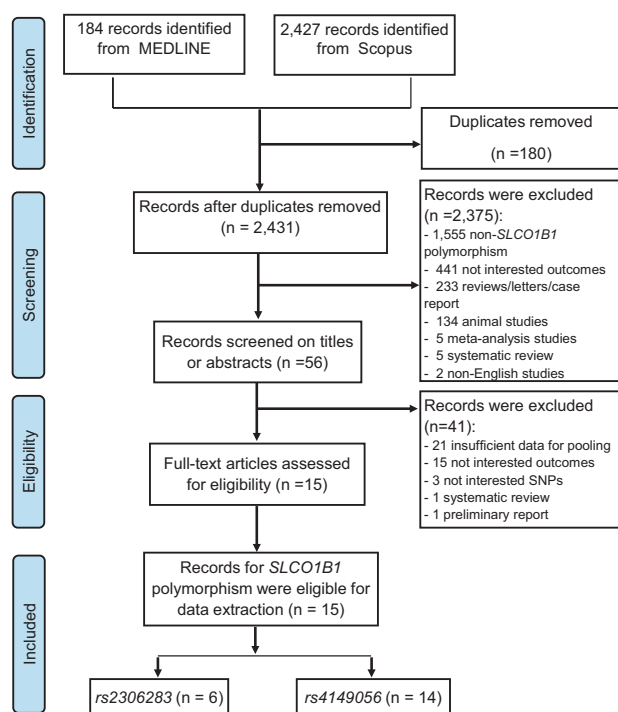 184 records identified
from MEDLINE
2,427 records identified
from Scopus
Identification
Duplicates removed
(n =180)
Records after duplicates removed
(n = 2,431)
Records were excluded
(n =2,375):
- 1,555 non-SLCO1B1
polymorphism
- 441 not interested outcomes
- 233 reviews/letters/case
report
- 134 animal studies
- 5 meta-analysis studies
- 5 systematic review
- 2 non-English studies
Screening
Records screened on titles
or abstracts (n =56)
Records were excluded
(n=41):
- 21 insufficient data for pooling
- 15 not interested outcomes
- 3 not interested SNPs
- 1 systematic review
- 1 preliminary report
Eligibility
Full-text articles assessed
for eligibility (n =15)
Records for SLCO1B1
polymorphism were eligible for
data extraction (n = 15)
Included
rs2306283 (n = 6)
rs4149056 (n = 14)